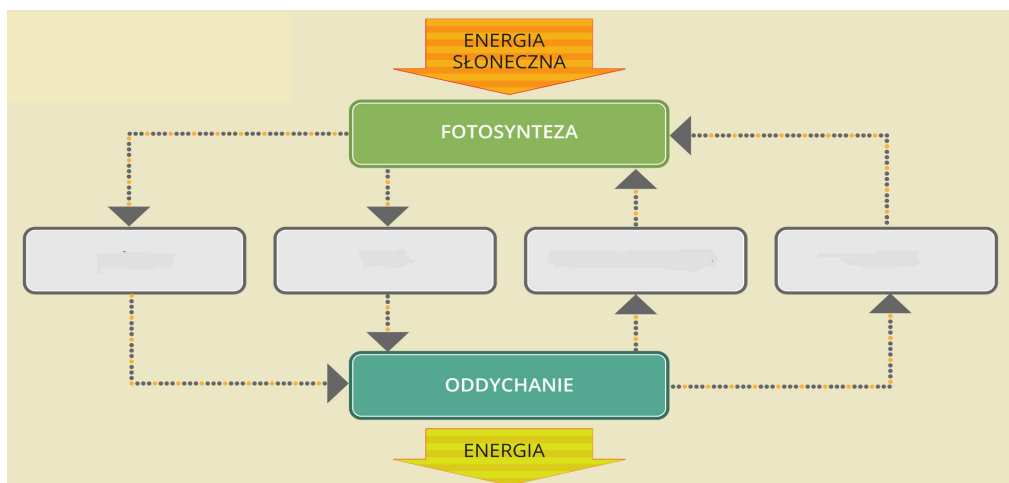 ENERGIA
SŁONECZNA
FOTOSYNTEZA
ODDYCHANIE
ENERGIA